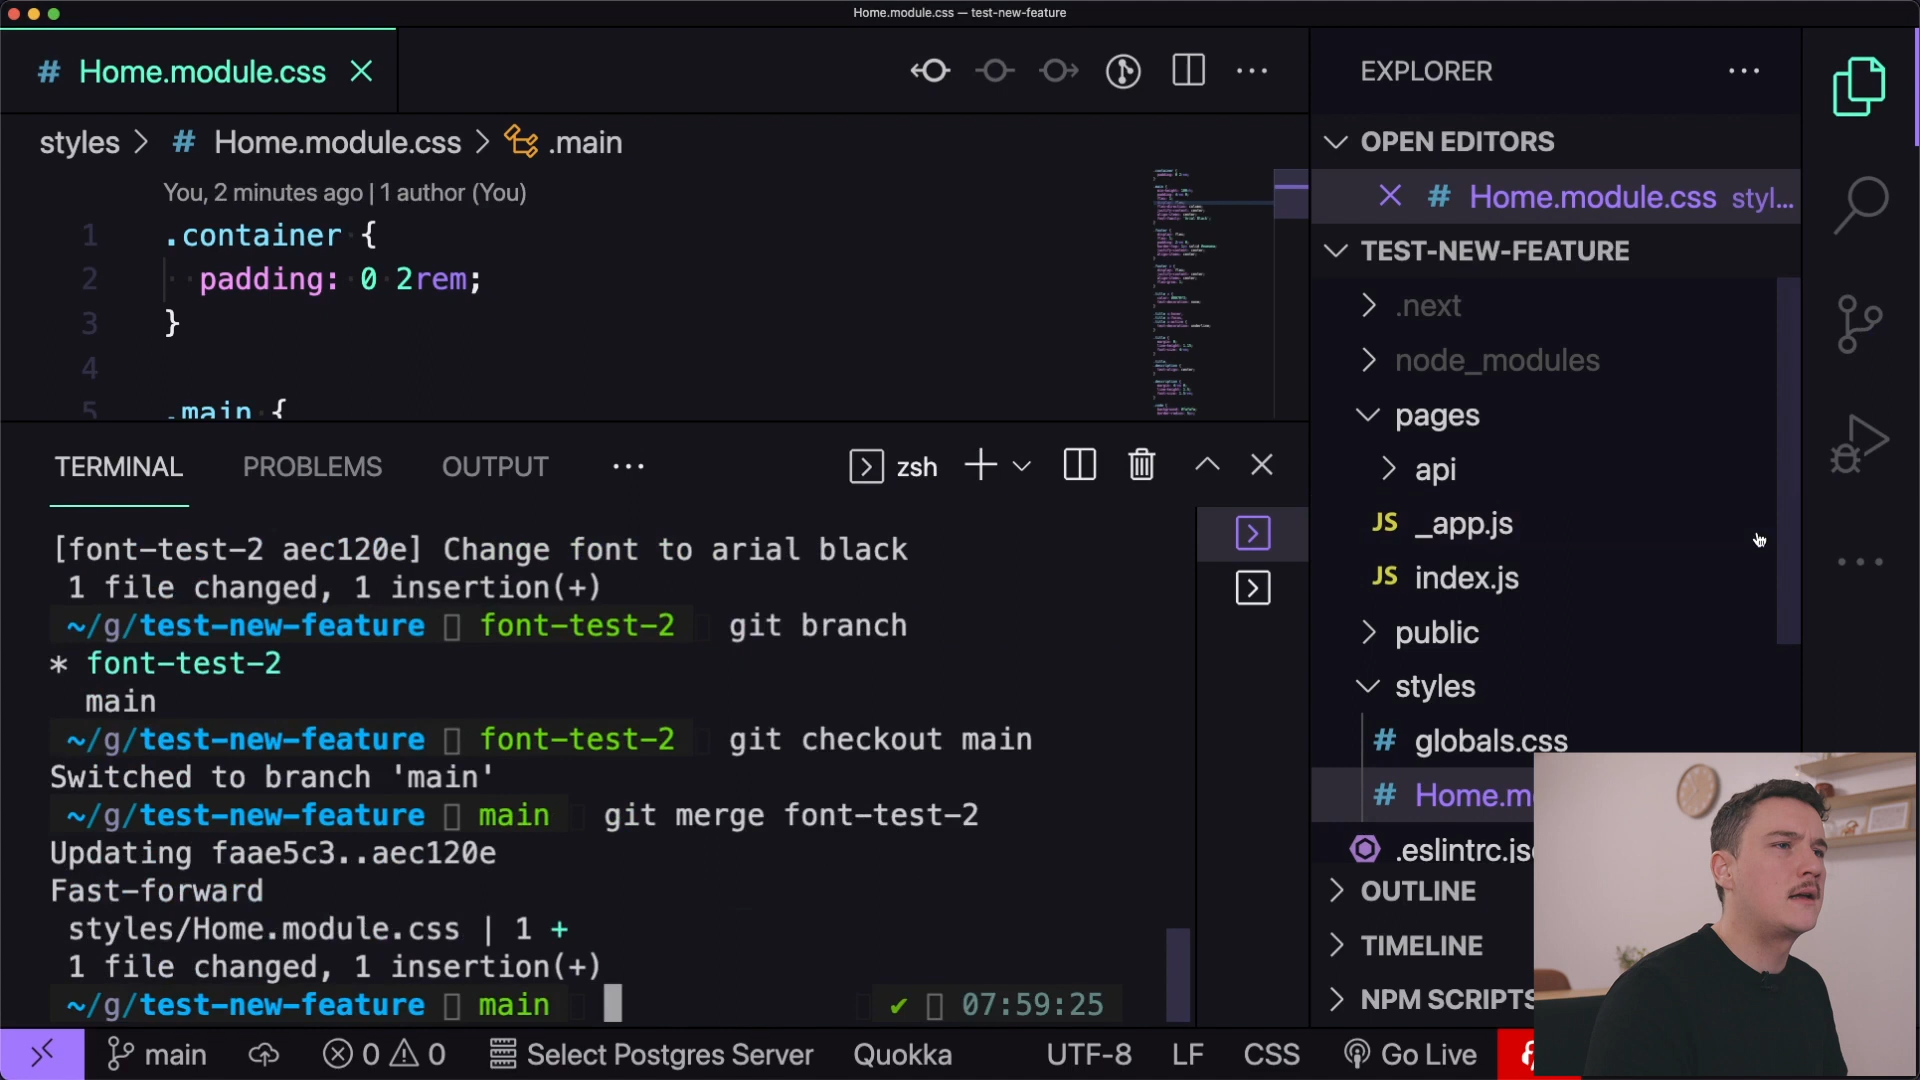 Home.module.css — test-new-feature
# Home.module.css
styles > # Home.module.css > .main
You, 2 minutes ago | 1 author (You)
1 .container {
2 padding: 0 2rem;
3 }
4
5 .main {
TERMINAL PROBLEMS OUTPUT ...
zsh
[font-test-2 aec120e] Change font to arial black
1 file changed, 1 insertion(+)
~/g/test-new-feature font-test-2 git branch
* font-test-2
main
~/g/test-new-feature font-test-2 git checkout main
Switched to branch 'main'
~/g/test-new-feature main git merge font-test-2
Updating faae5c3..aec120e
Fast-forward
styles/Home.module.css | 1 +
1 file changed, 1 insertion(+)
~/g/test-new-feature main ✔ 07:59:25
EXPLORER ...
OPEN EDITORS
# Home.module.css styl...
TEST-NEW-FEATURE
.next
node_modules
pages
api
JS _app.js
JS index.js
public
styles
# globals.css
# Home.m
.eslintrc.js
OUTLINE
TIMELINE
NPM SCRIPTS
main 0 0 Select Postgres Server Quokka UTF-8 LF CSS Go Live